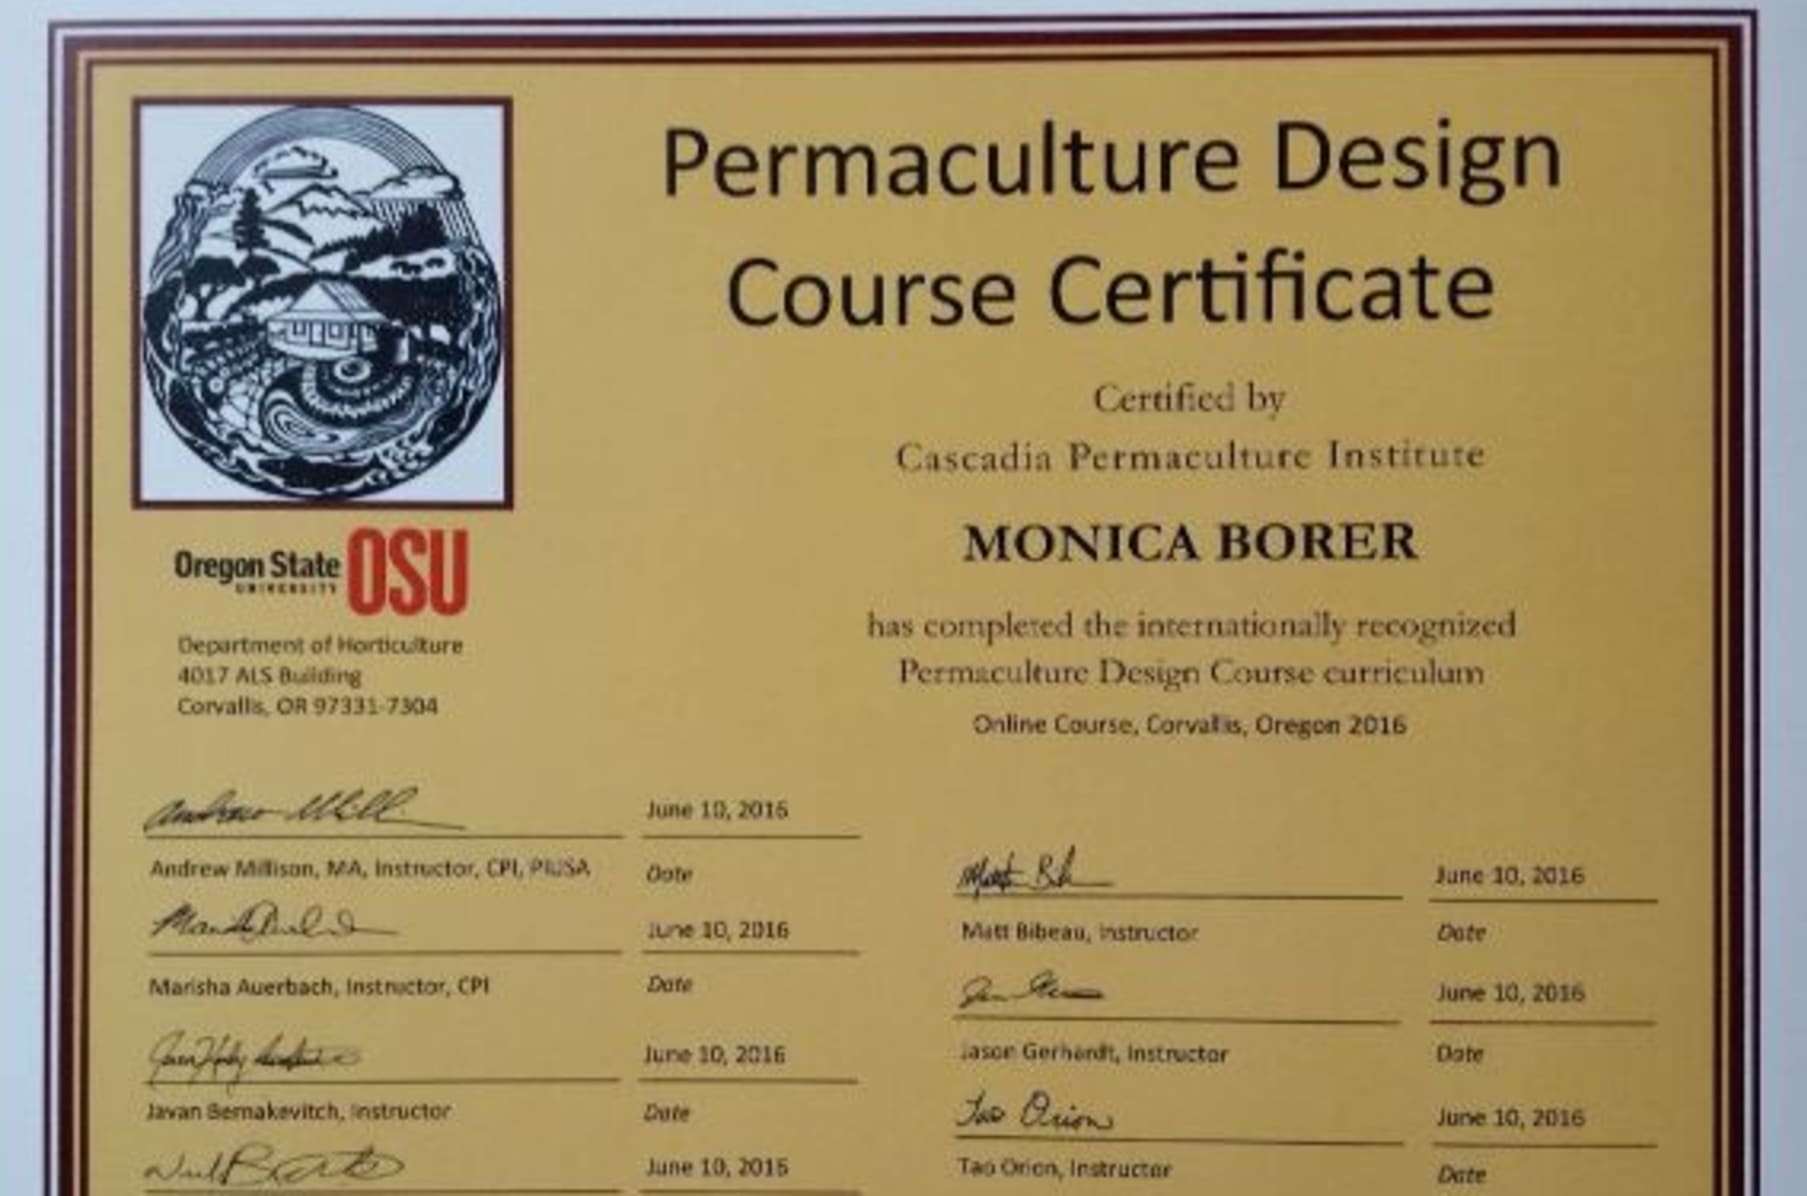 Permaculture Design
Course Certificate
Certified by
Cascadia Permaculture Institute
MONICA BORER
has completed the internationally recognized
Permaculture Design Course curriculum
Online Course, Corvallis, Oregon 2016
Oregon State OSU
UNIVERSITY
Department of Horticulture
4017 ALS Building
Corvallis, OR 97331-7304
June 10, 2016
Andrew Millison, MA, Instructor, CPI, PIUSA
Date
June 10, 2016
Marisha Auerbach, Instructor, CPI
Date
June 10, 2016
Javan Bernakevitch, Instructor
Date
June 10, 2016
June 10, 2016
Matt Bibeau, Instructor
Date
June 10, 2016
Jason Gerhardt, Instructor
Date
Tao Orion
June 10, 2016
Tao Orion, Instructor
Date